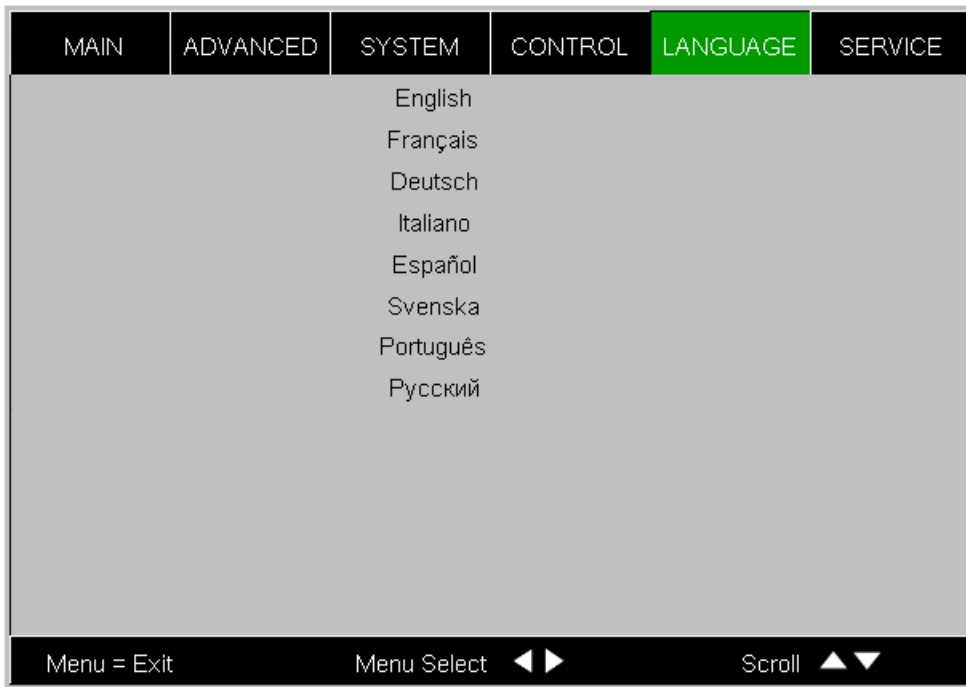 MAIN ADVANCED SYSTEM CONTROL LANGUAGE SERVICE
English
Français
Deutsch
Italiano
Español
Svenska
Português
Русский
Menu = Exit Menu Select Scroll